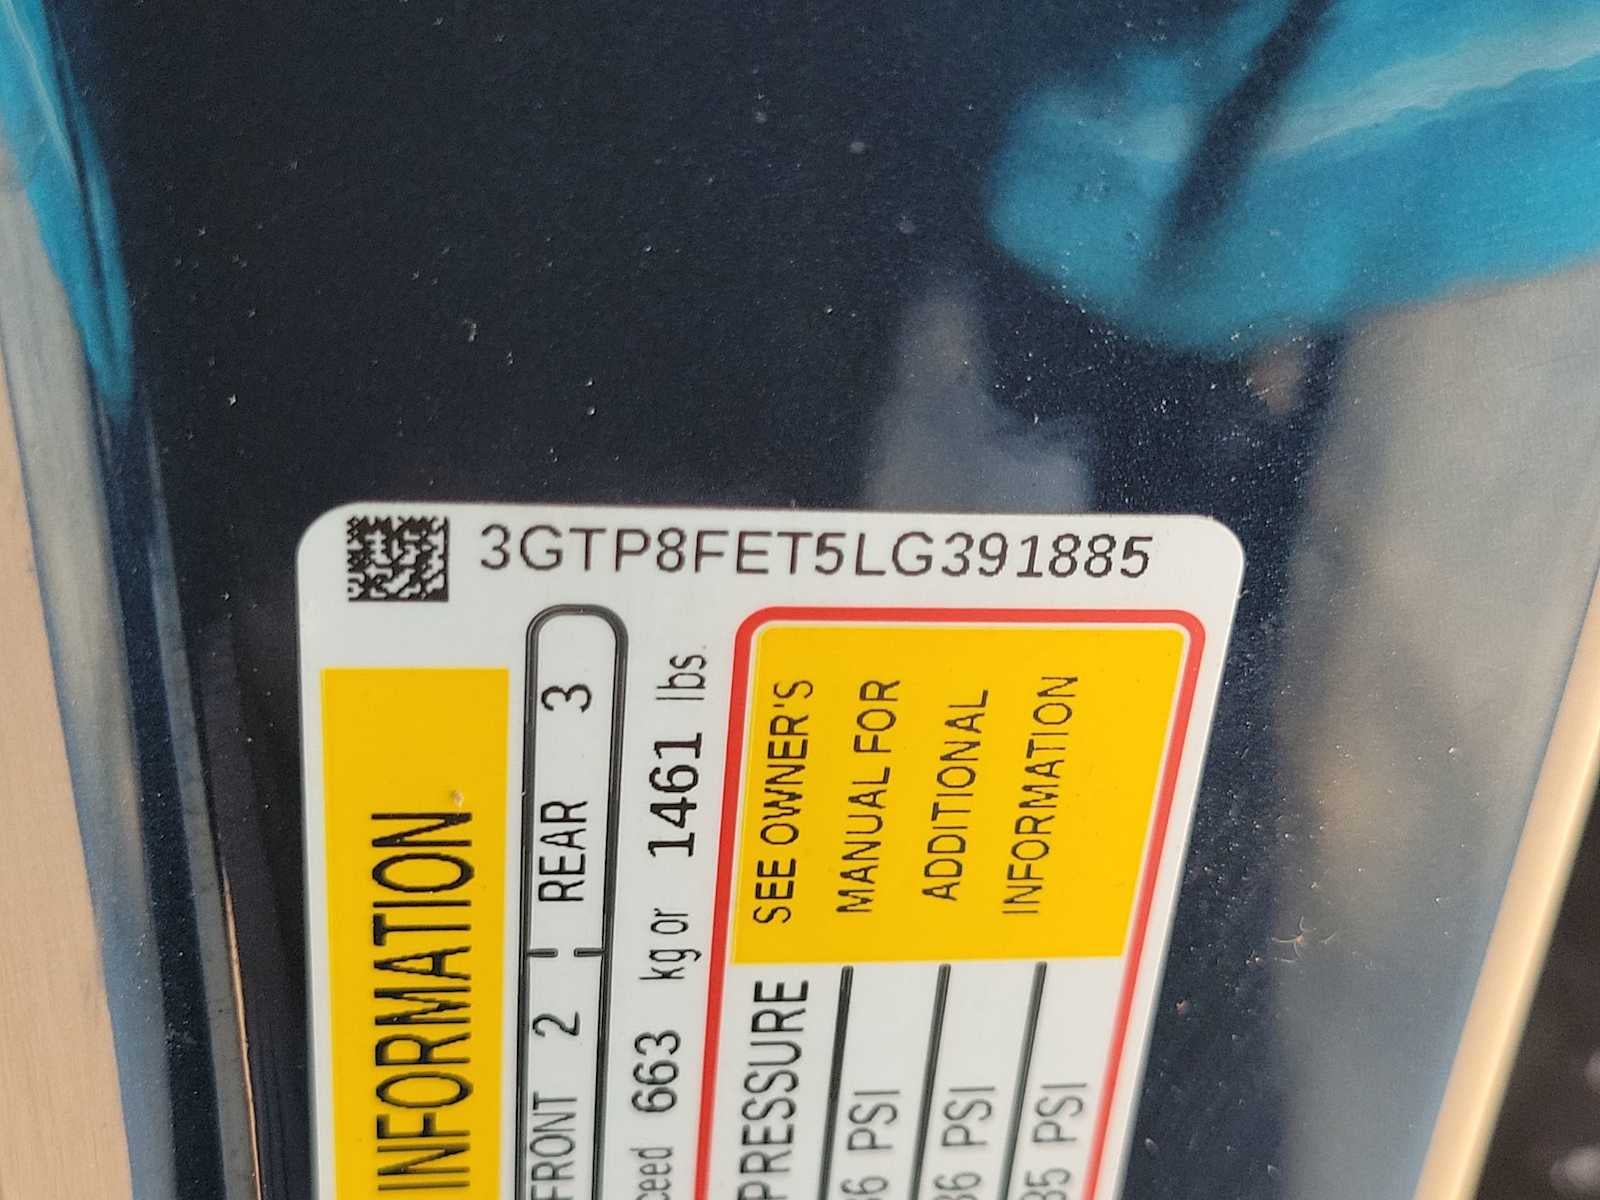 3GTP8FET5LG391885
INFORMATION
FRONT 2 REAR 3
663 kg or 1461 lbs.
PRESSURE
PSI
PSI
PSI
SEE OWNER'S
MANUAL FOR
ADDITIONAL
INFORMATION